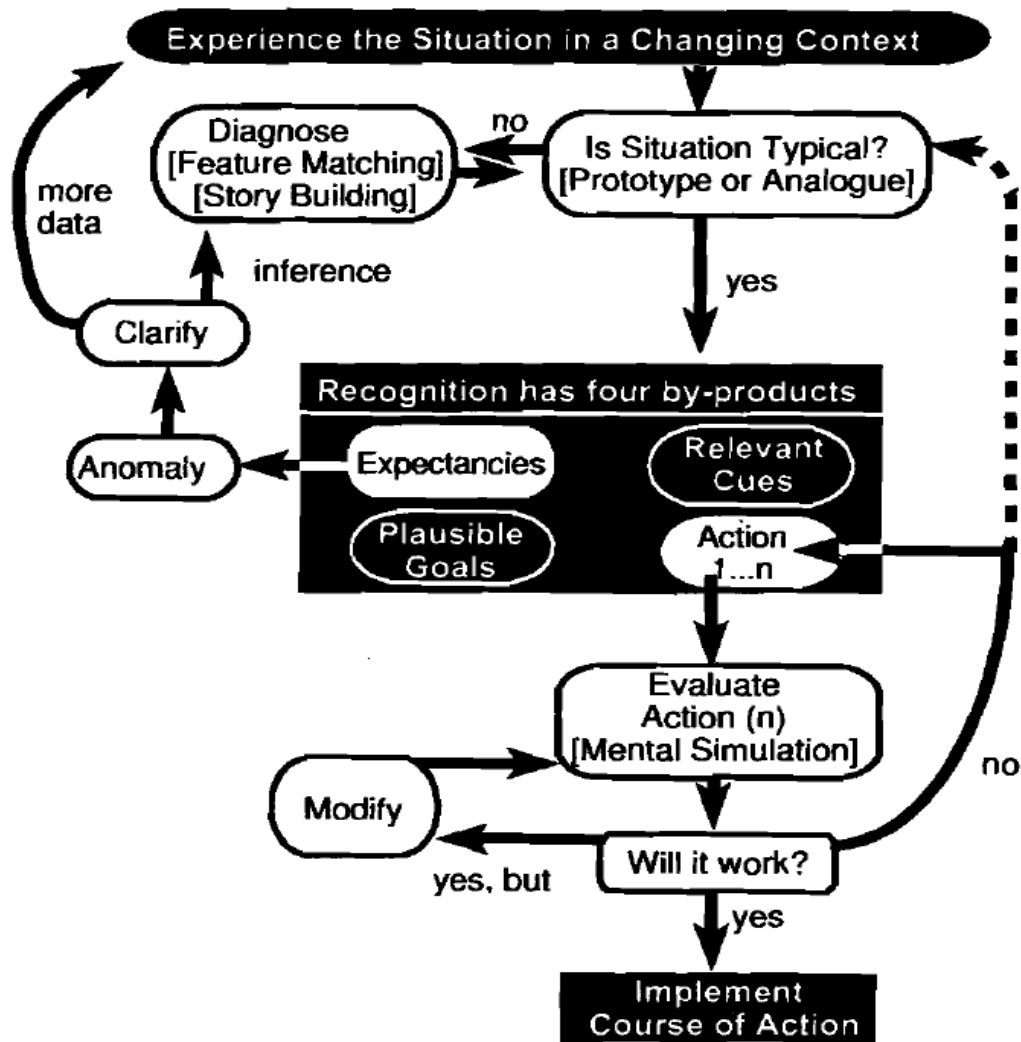 Experience the Situation in a Changing Context
no
Diagnose
[Feature Matching]
[Story Building]
Is Situation Typical?
[Prototype or Analogue]
more
data
inference
yes
Clarify
Recognition has four by-products
Anomaly
Expectancies
Relevant
Cues
Plausible
Goals
Action
1...n
Evaluate
Action (n)
[Mental Simulation]
no
Modify
Will it work?
yes, but
yes
Implement
Course of Action